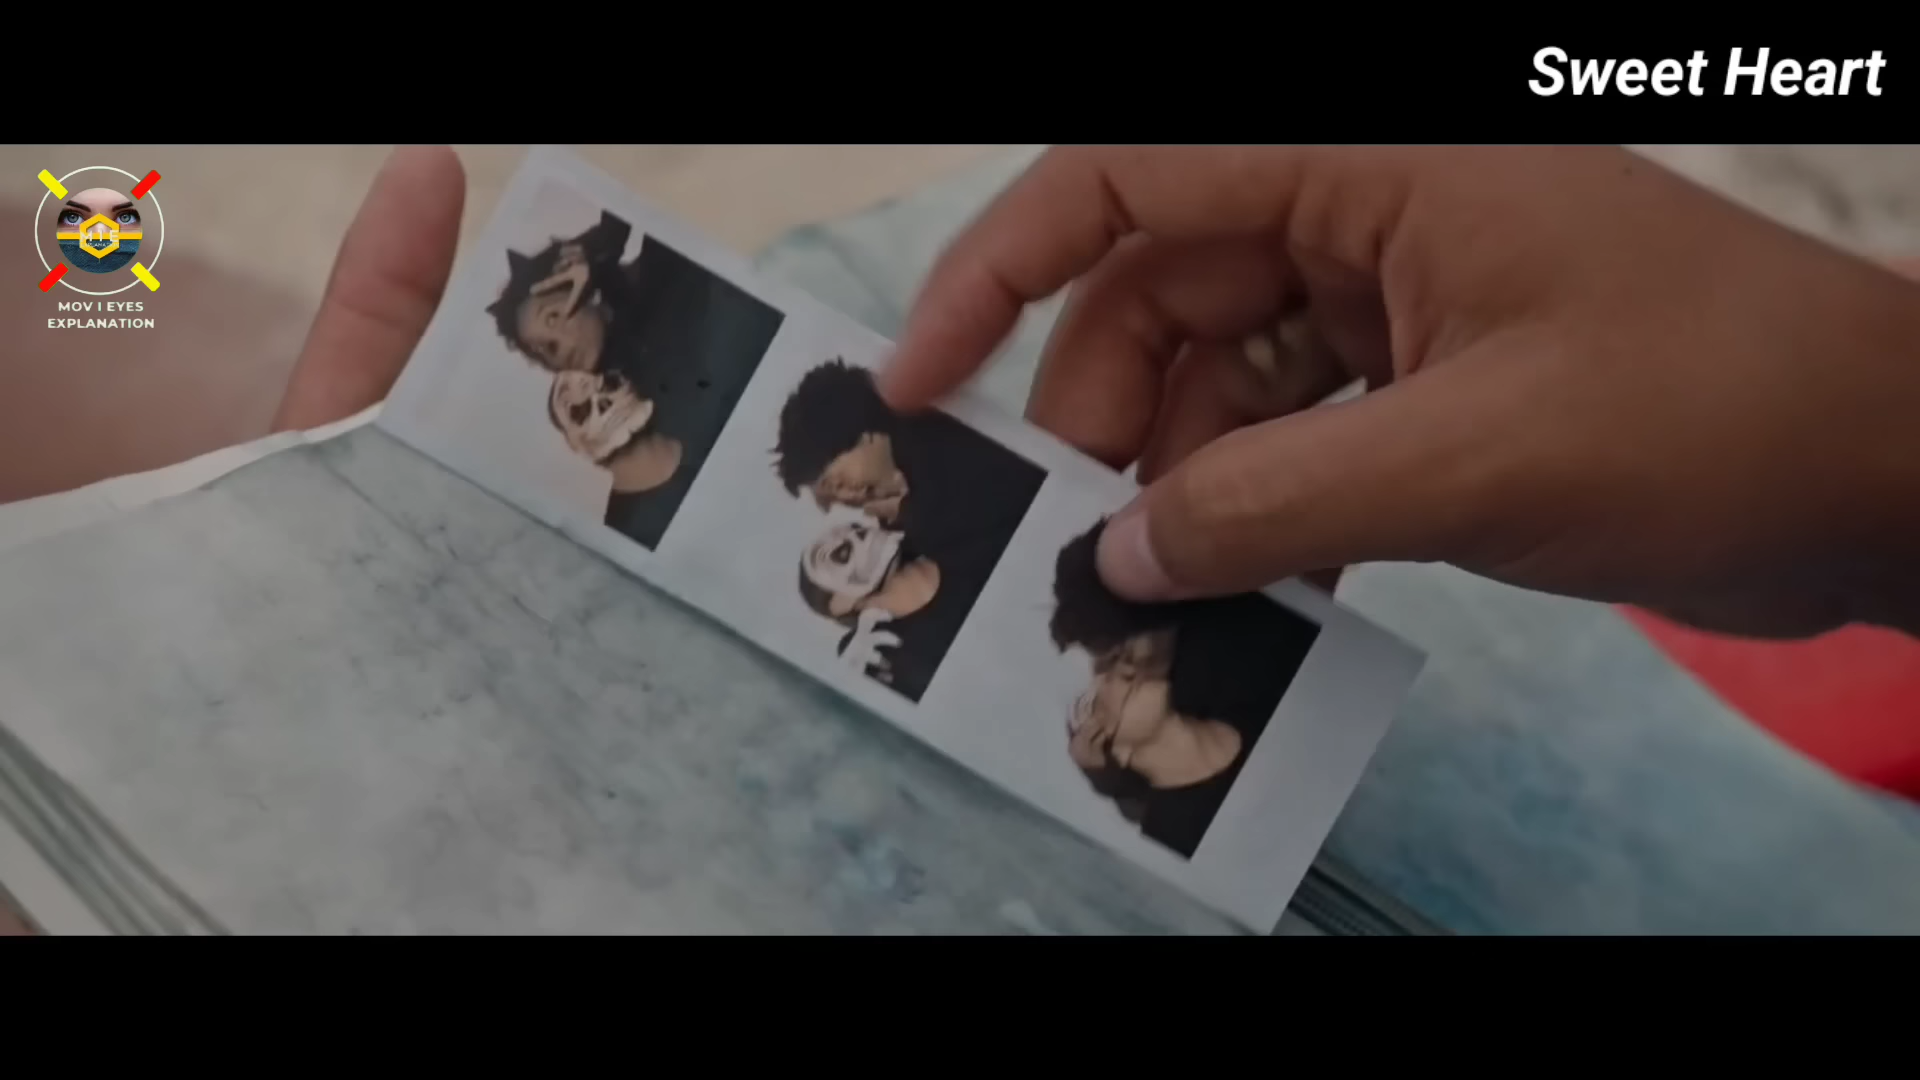 Sweet Heart
M I E
MOV I EYES
EXPLANATION